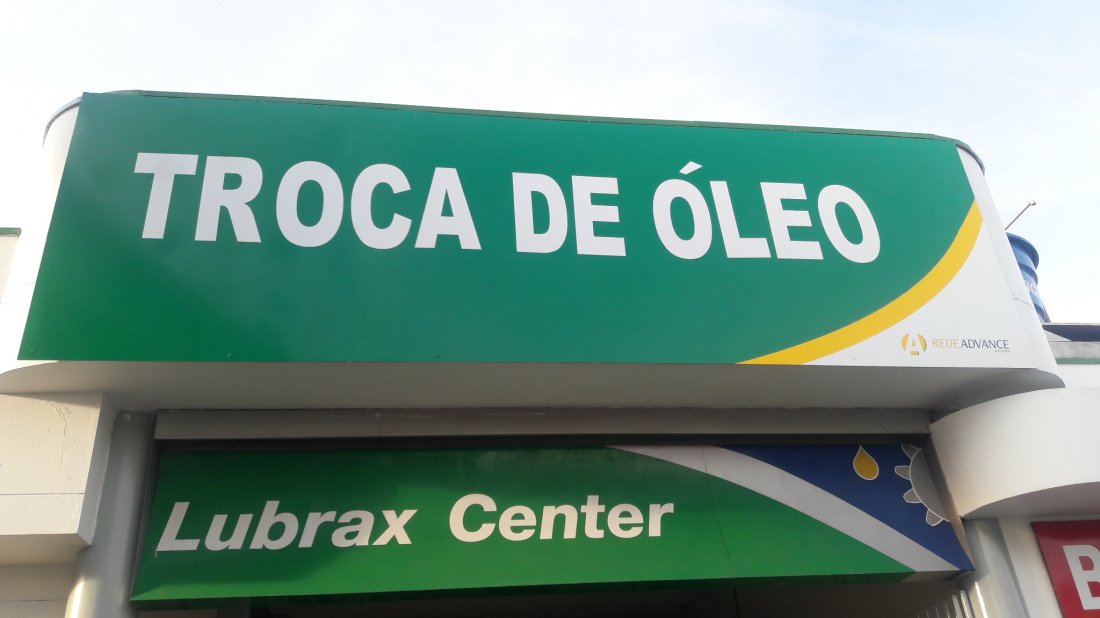 TROCA DE ÓLEO
REDE ADVANCE
Lubrax Center
B